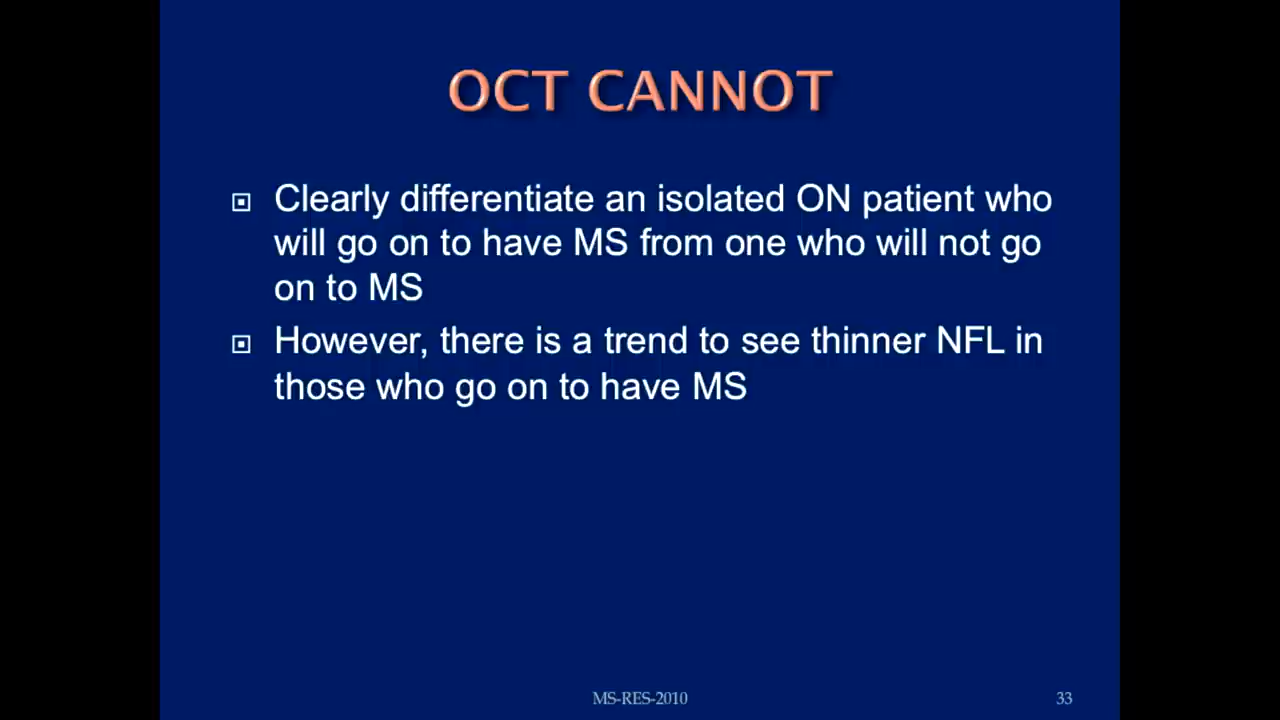 OCT CANNOT
Clearly differentiate an isolated ON patient who
will go on to have MS from one who will not go
on to MS
However, there is a trend to see thinner NFL in
those who go on to have MS
MS-RES-2010
33